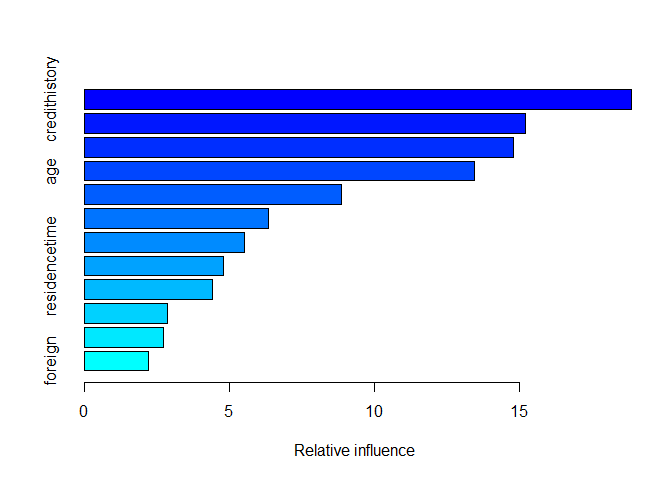 credithistory
age
residencetime
foreign
0 5 10 15
Relative influence